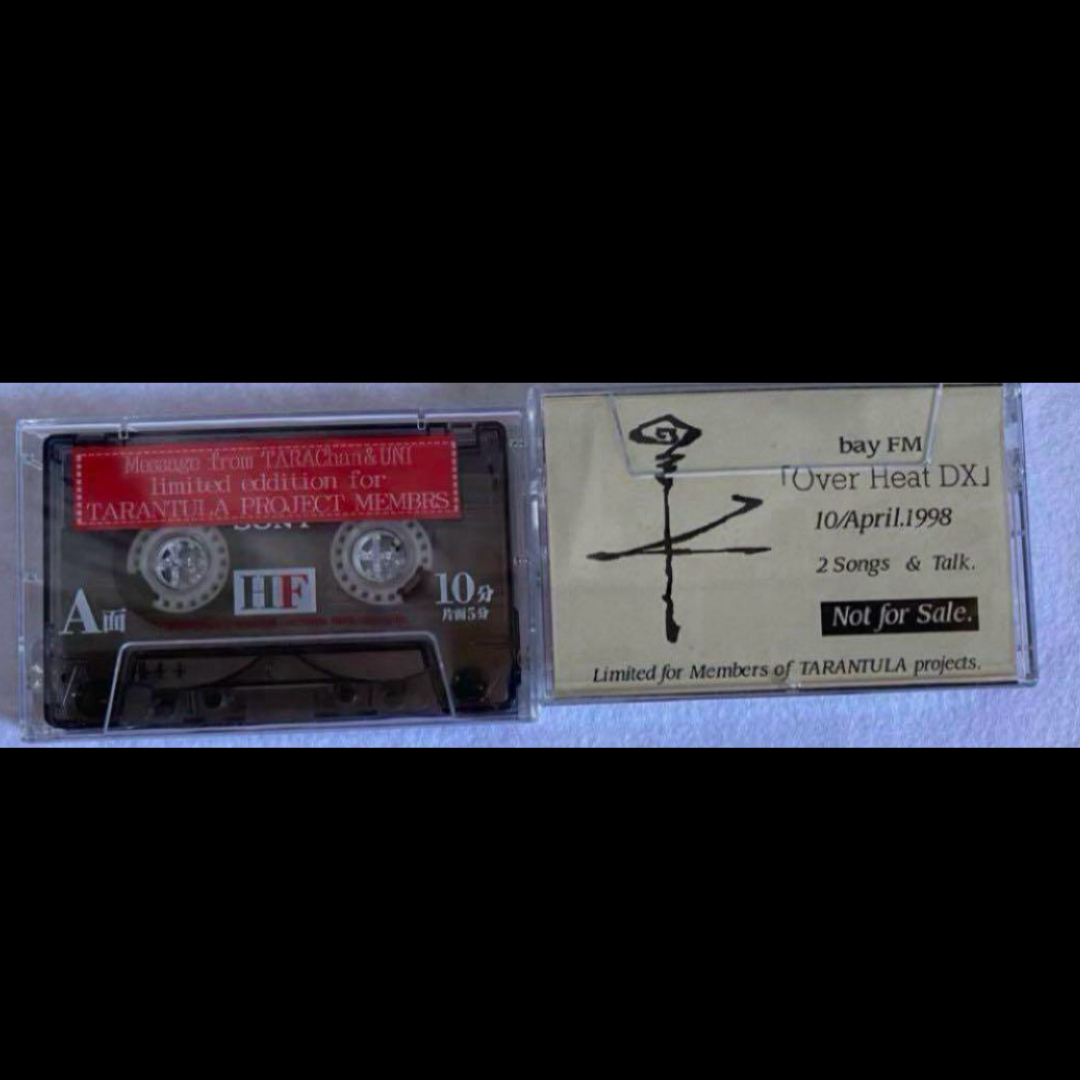 Message from TARAChan&UNI
limited eddition for
TARANTULA PROJECT MEMBRS
SONY
HF
A面
10分
片面5分
bay FM
「Over Heat DX」
10/April.1998
2 Songs & Talk.
Not for Sale.
Limited for Members of TARANTULA projects.